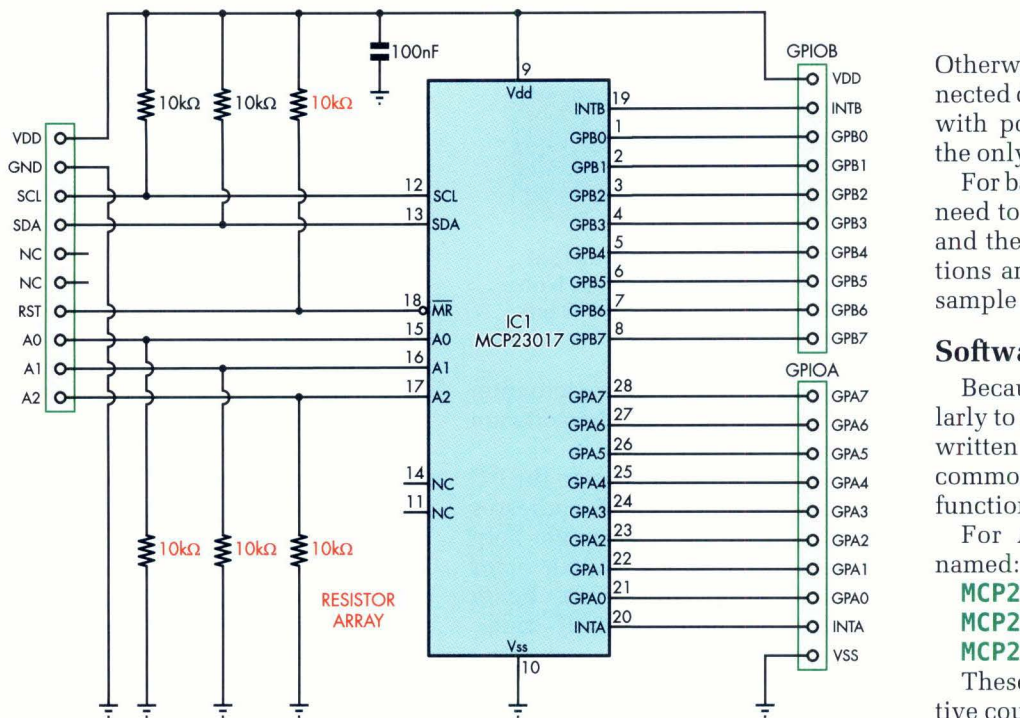 100nF
10kΩ
10kΩ
10kΩ
VDD
GND
SCL
SDA
NC
NC
RST
A0
A1
A2
9
Vdd
12 SCL
13 SDA
18 MR
15 A0
16 A1
17 A2
14 NC
11 NC
IC1
MCP23017
INTB 19
GPB0 1
GPB1 2
GPB2 3
GPB3 4
GPB4 5
GPB5 6
GPB6 7
GPB7 8
GPA7 28
GPA6 27
GPA5 26
GPA4 25
GPA3 24
GPA2 23
GPA1 22
GPA0 21
INTA 20
Vss
10
10kΩ
10kΩ
10kΩ
RESISTOR
ARRAY
GPIOB
VDD
INTB
GPB0
GPB1
GPB2
GPB3
GPB4
GPB5
GPB6
GPB7
GPIOA
GPA7
GPA6
GPA5
GPA4
GPA3
GPA2
GPA1
GPA0
INTA
VSS
Otherw
nected
with po
the only
For b
need to
and the
tions a
sample
Softwa
Becau
larly to
written
commo
function
For A
named:
MCP2
MCP2
MCP2
These
tive cou